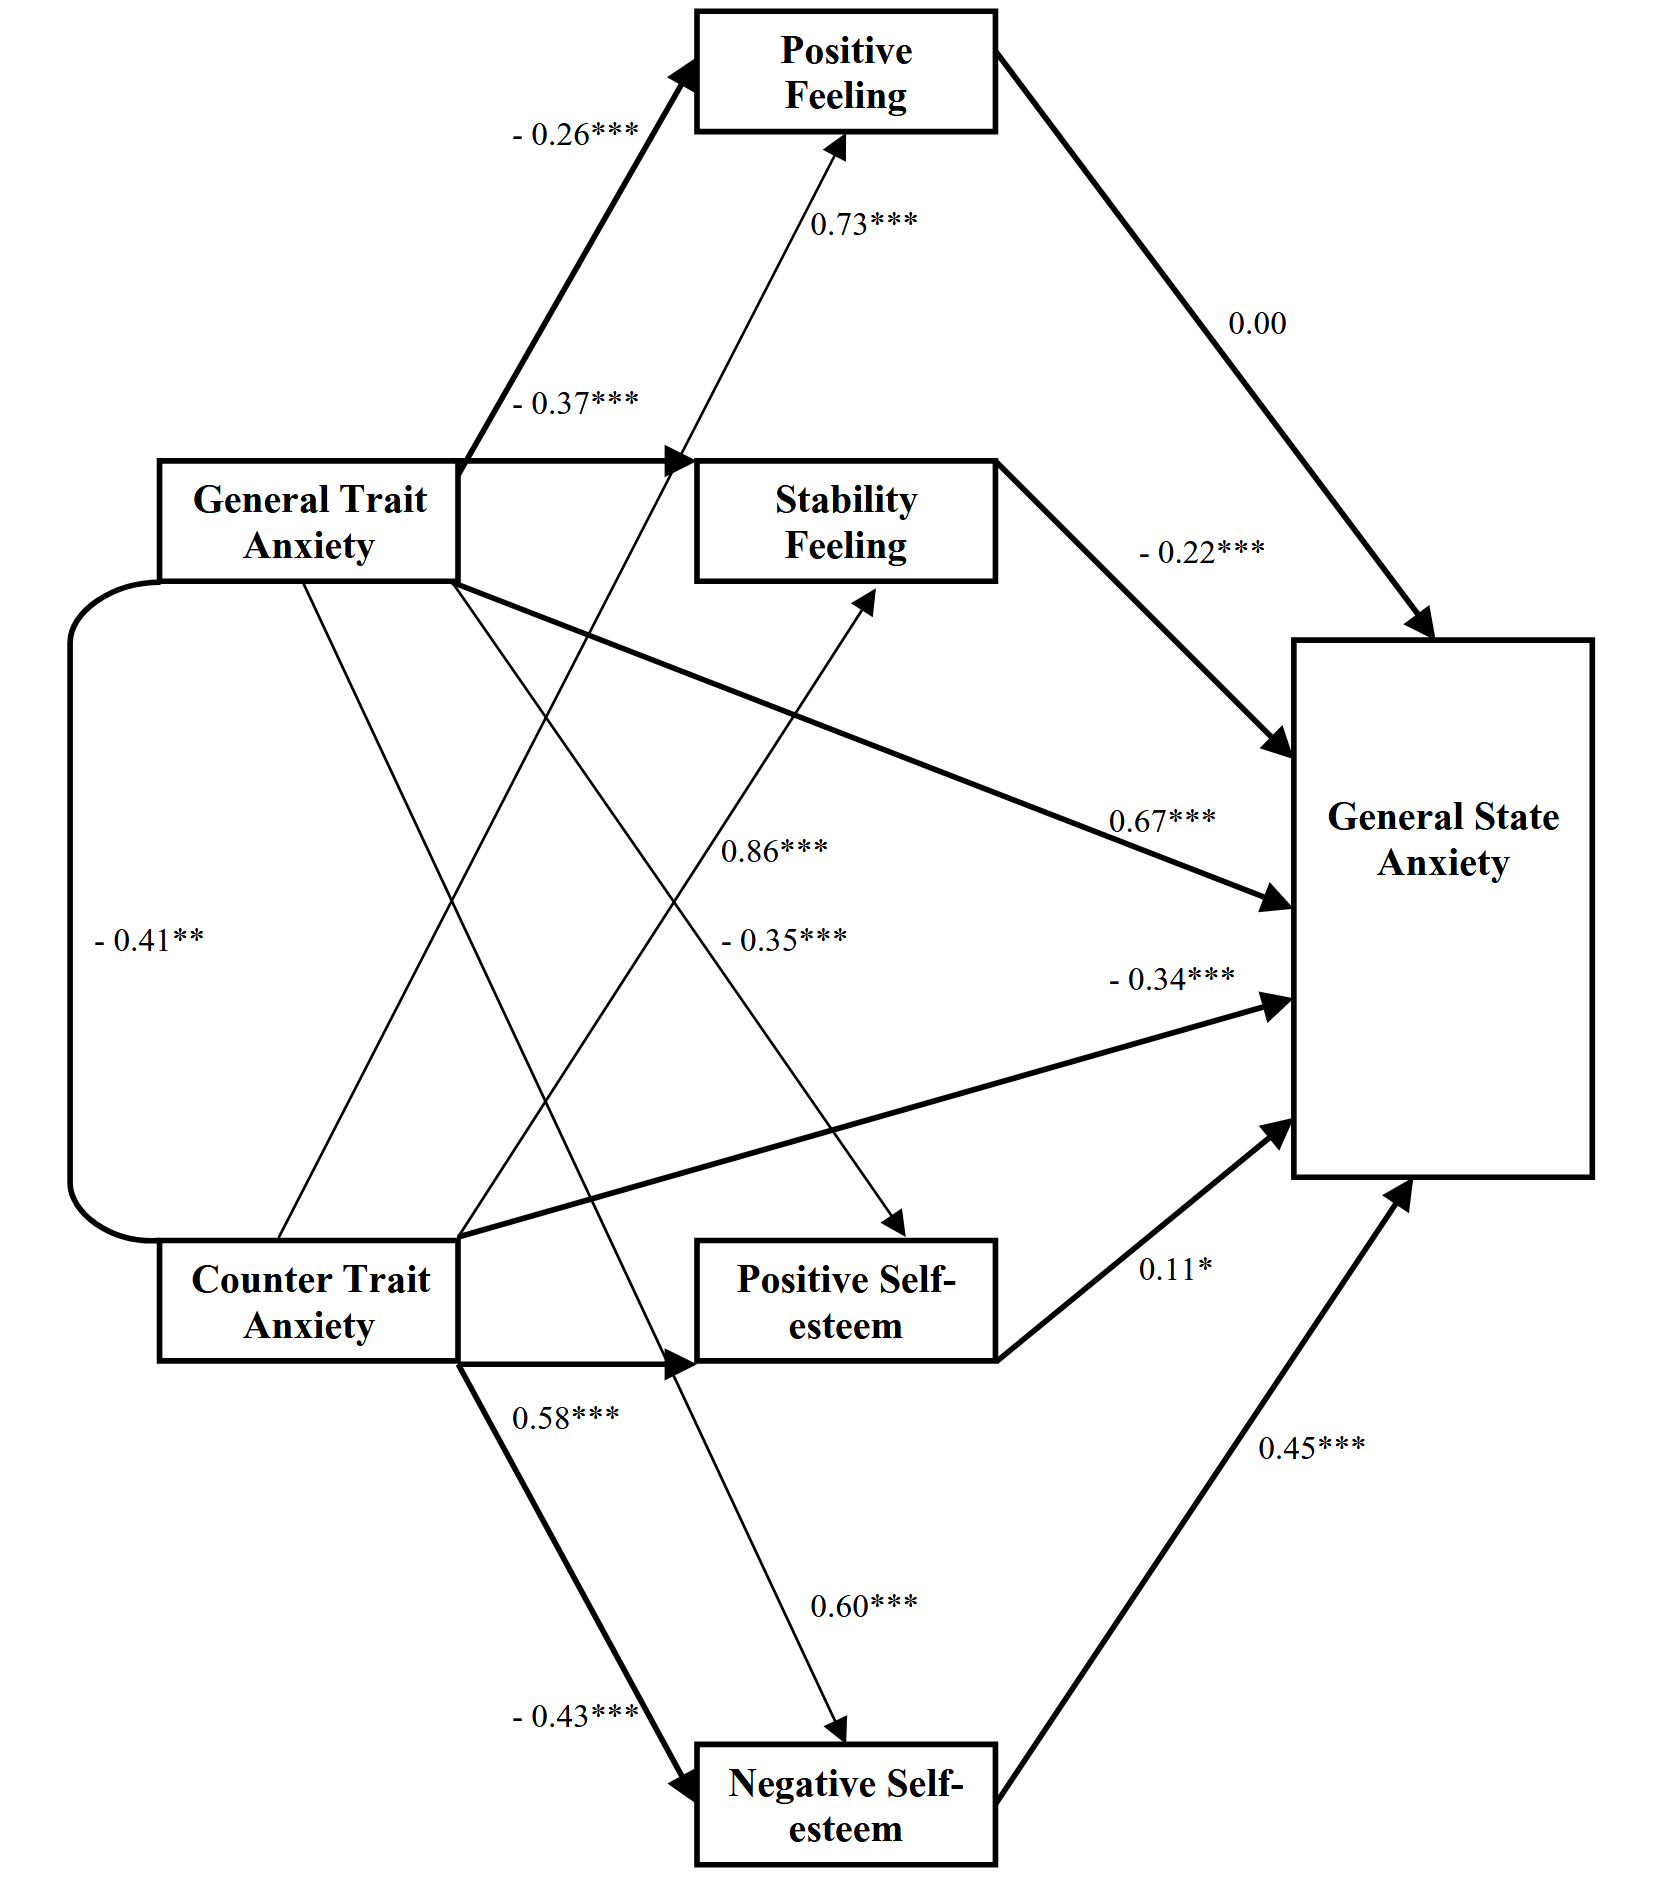 Positive
Feeling
- 0.26***
0.73***
0.00
- 0.37***
General Trait
Anxiety
Stability
Feeling
- 0.22***
0.67***
General State
Anxiety
0.86***
- 0.41**
- 0.35***
- 0.34***
Counter Trait
Anxiety
Positive Self-
esteem
0.11*
0.58***
0.45***
0.60***
- 0.43***
Negative Self-
esteem